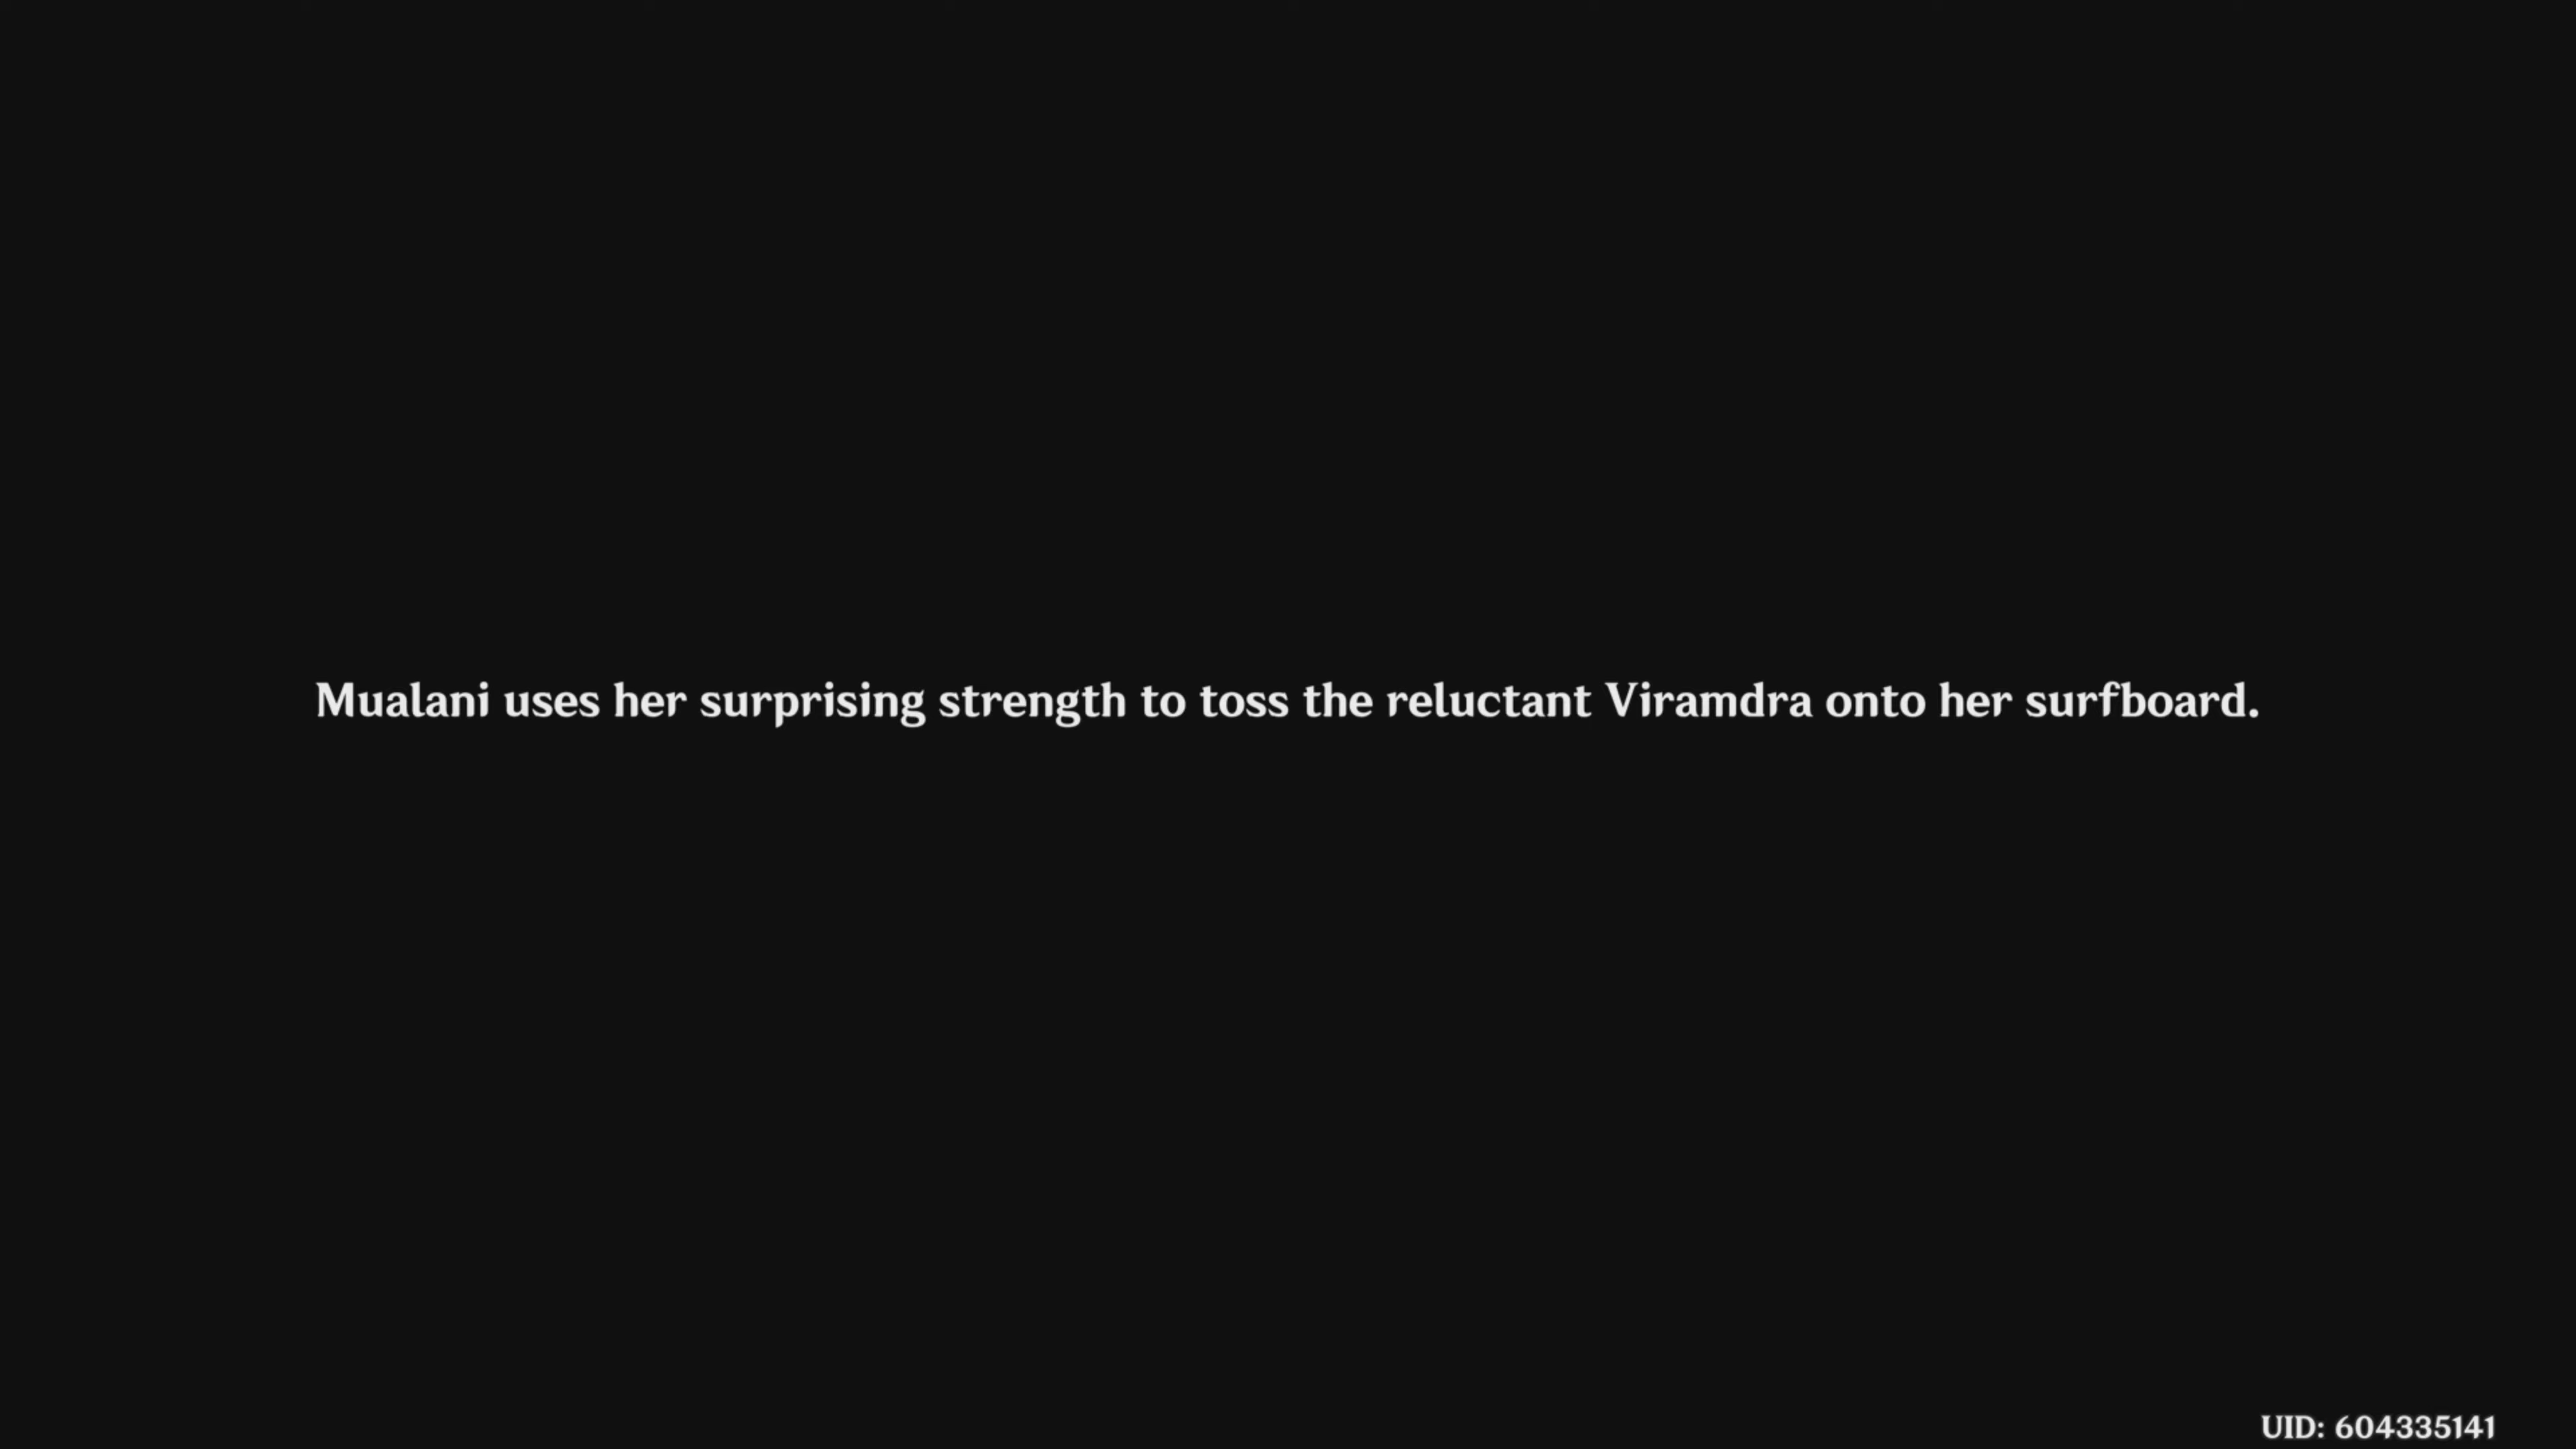 Mualani uses her surprising strength to toss the reluctant Viramdra onto her surfboard.
UID: 604335141